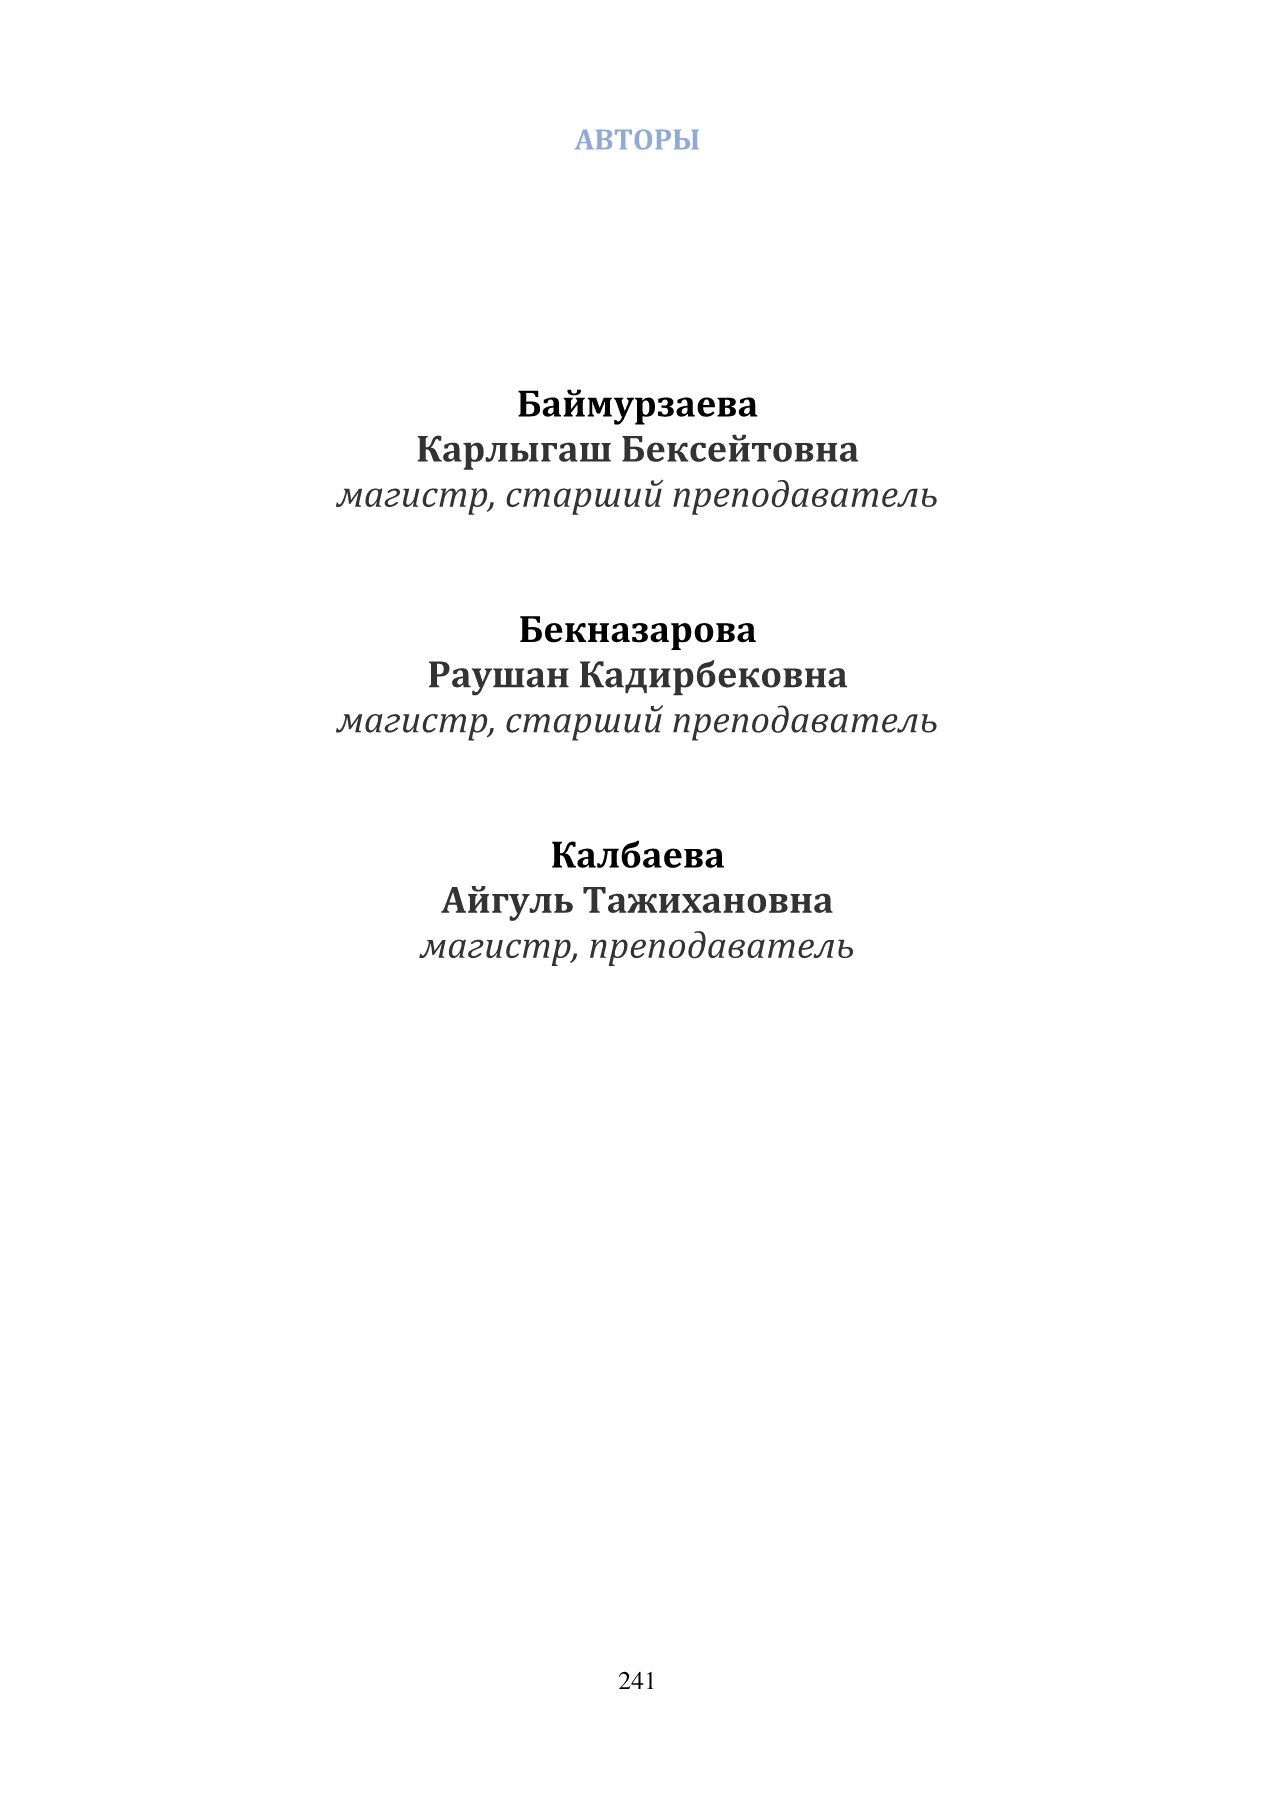 АВТОРЫ
Баймурзаева
Карлыгаш Бексейтовна
магистр, старший преподаватель
Бекназарова
Раушан Кадирбековна
магистр, старший преподаватель
Калбаева
Айгуль Тажихановна
магистр, преподаватель
241